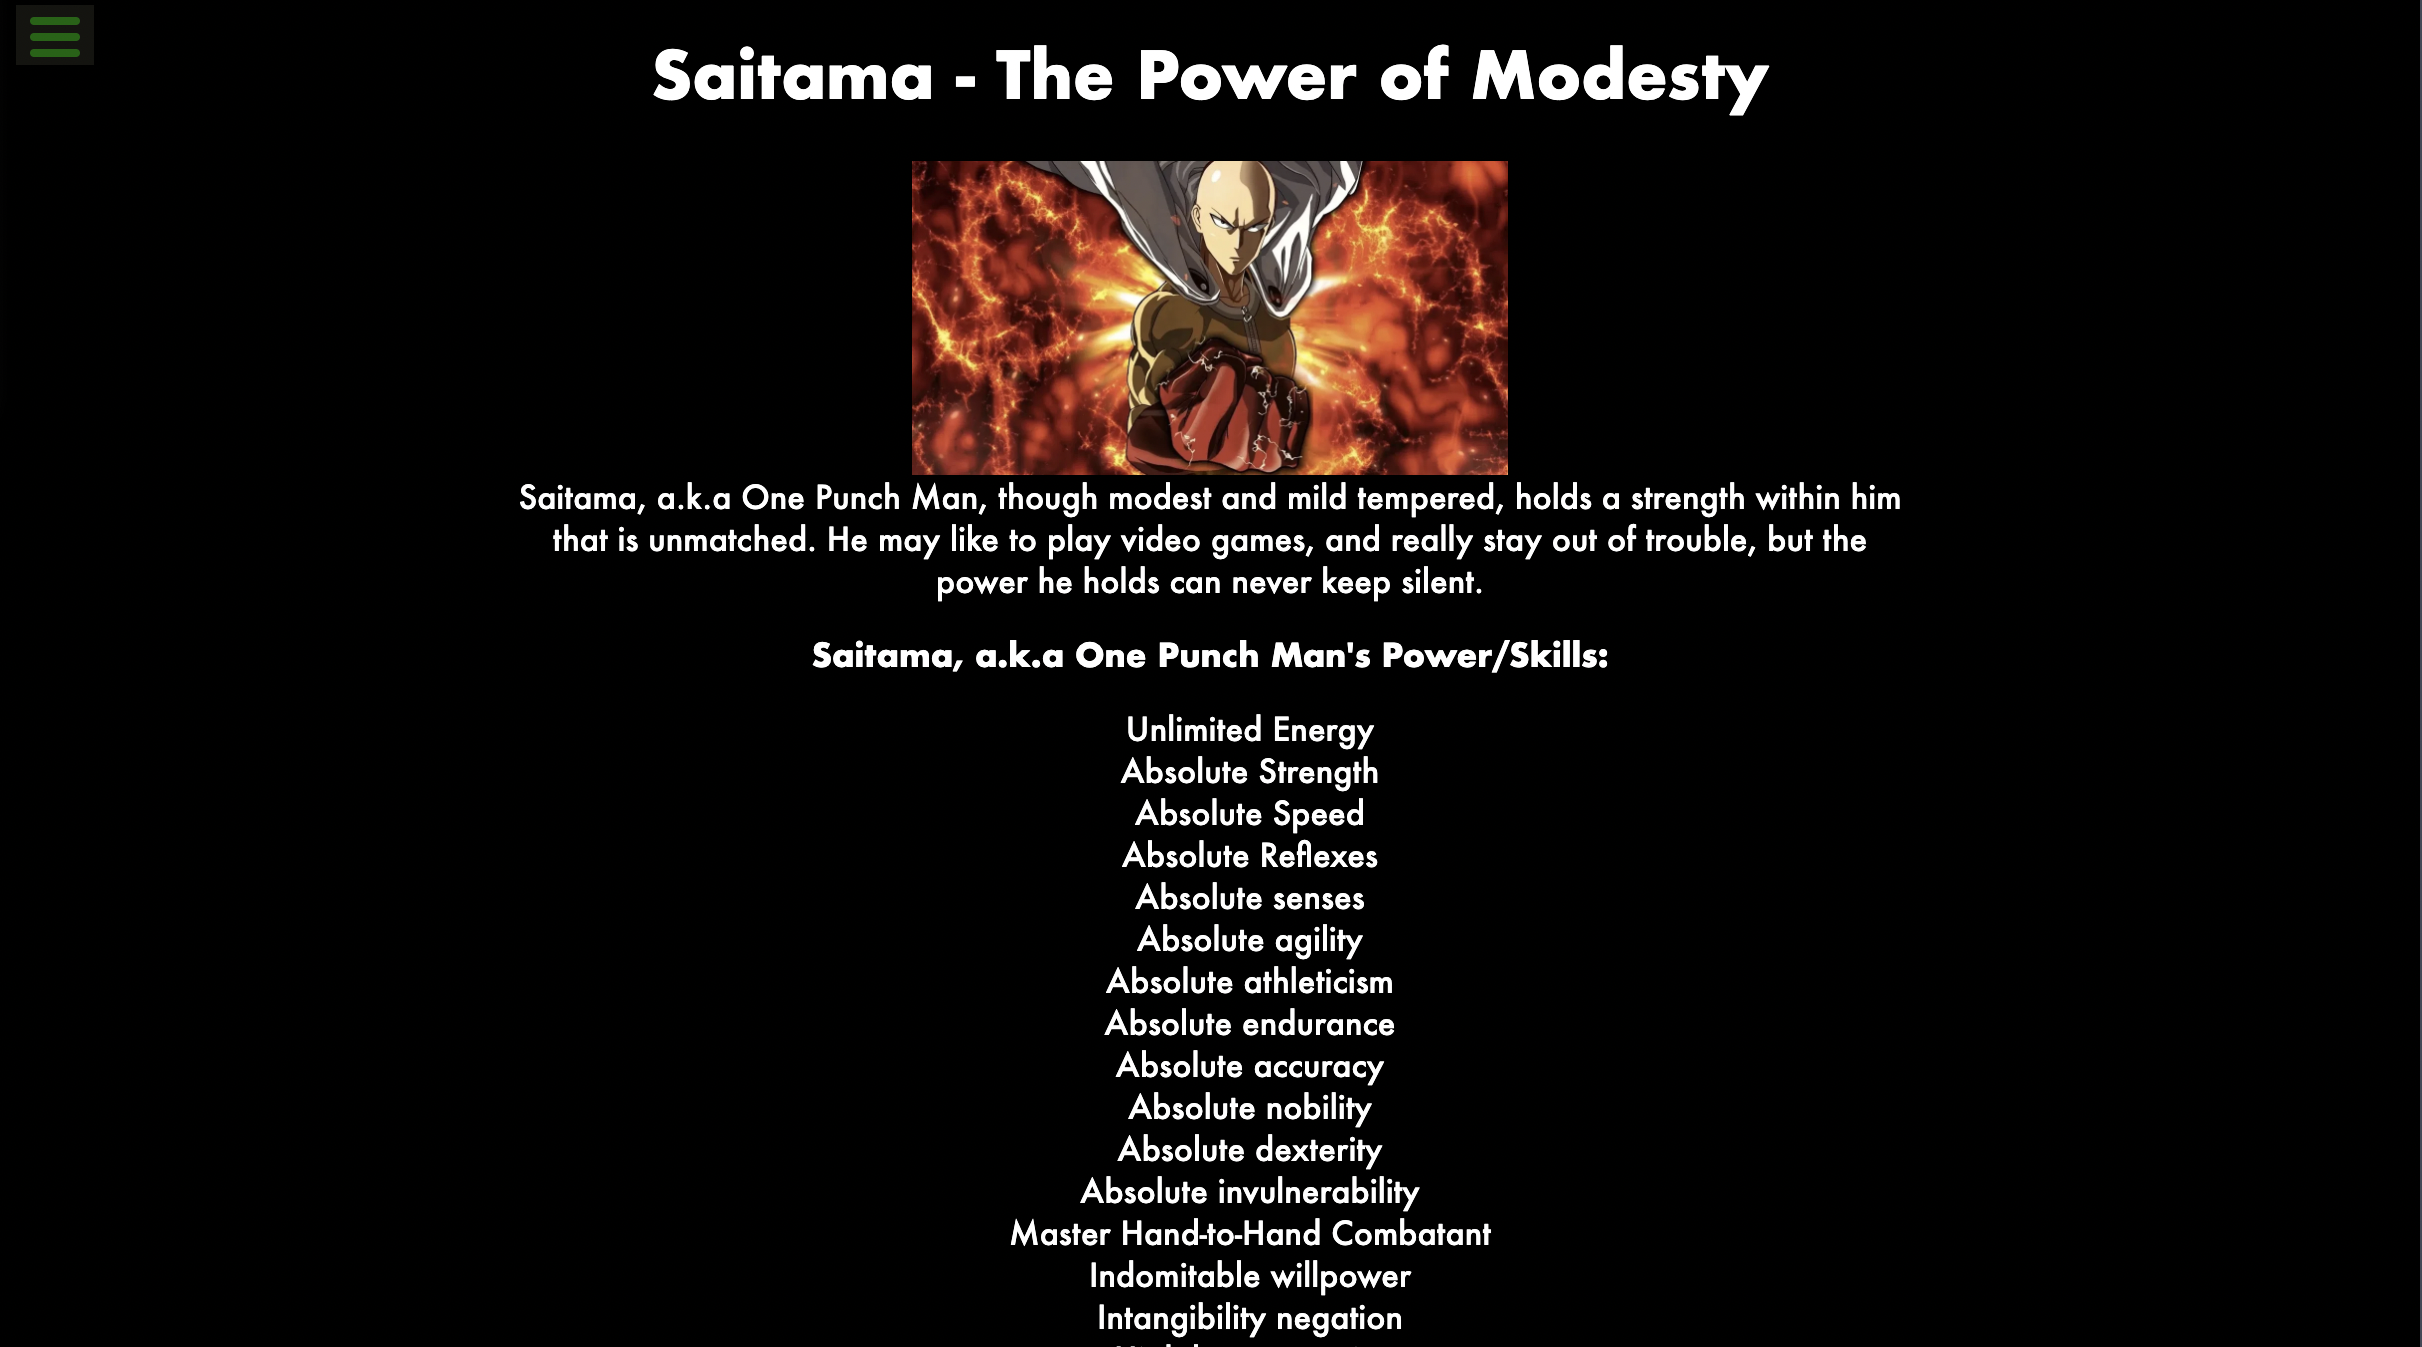 Saitama - The Power of Modesty
Saitama, a.k.a One Punch Man, though modest and mild tempered, holds a strength within him
that is unmatched. He may like to play video games, and really stay out of trouble, but the
power he holds can never keep silent.
Saitama, a.k.a One Punch Man's Power/Skills:
Unlimited Energy
Absolute Strength
Absolute Speed
Absolute Reflexes
Absolute senses
Absolute agility
Absolute athleticism
Absolute endurance
Absolute accuracy
Absolute nobility
Absolute dexterity
Absolute invulnerability
Master Hand-to-Hand Combatant
Indomitable willpower
Intangibility negation